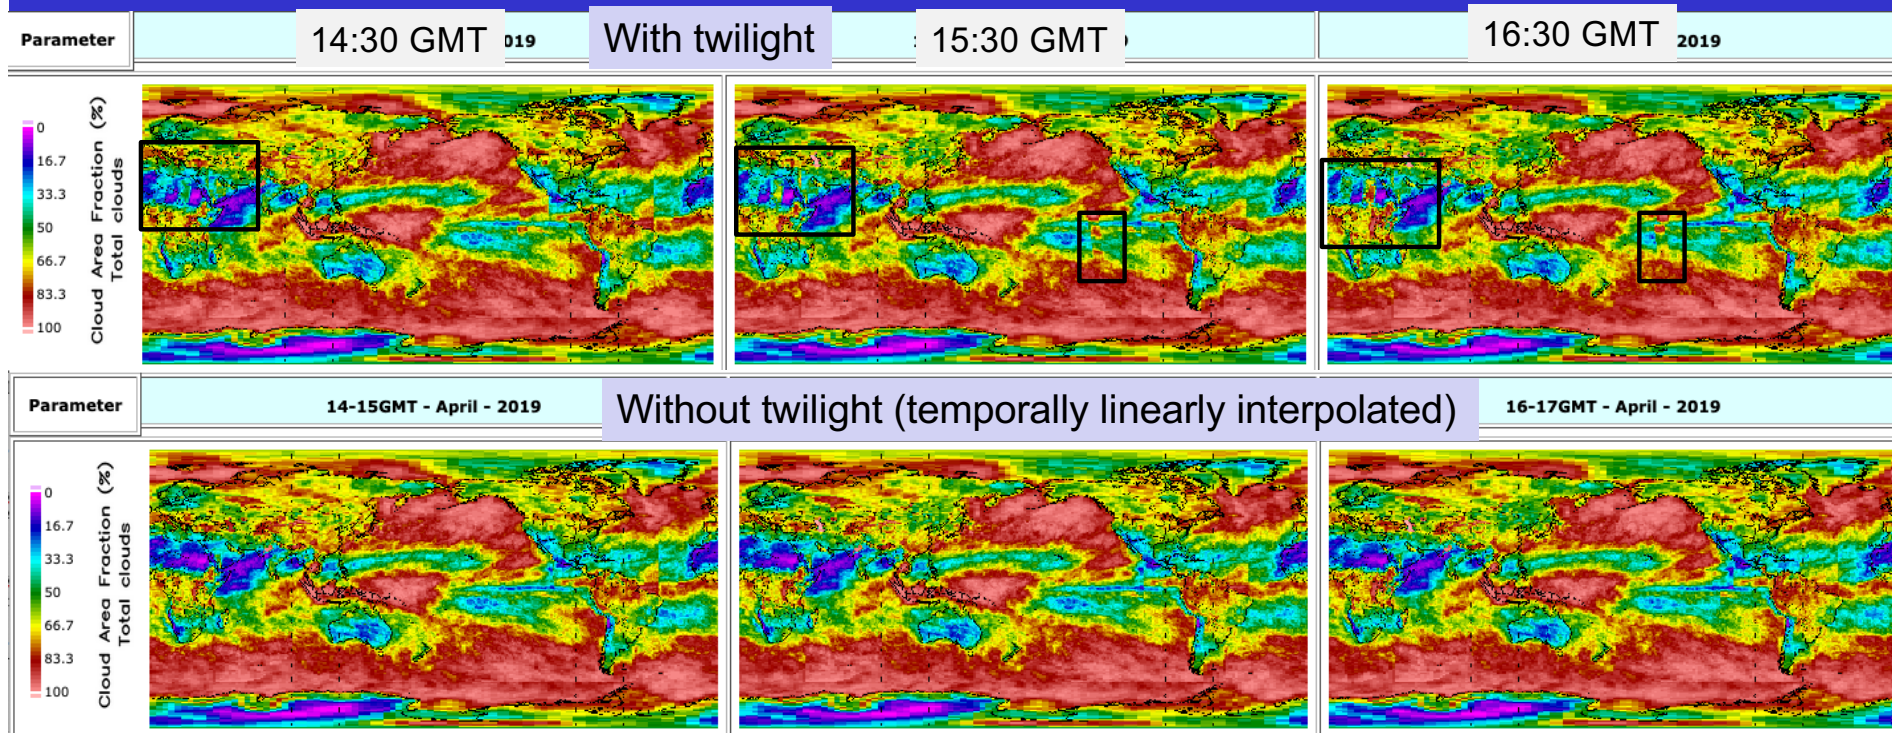 Parameter
14:30 GMT
019
With twilight
15:30 GMT
16:30 GMT
2019
Cloud Area Fraction (%)
Total clouds
0
16.7
33.3
50
66.7
83.3
100
Parameter
14-15GMT - April - 2019
Without twilight (temporally linearly interpolated)
16-17GMT - April - 2019
Cloud Area Fraction (%)
Total clouds
0
16.7
33.3
50
66.7
83.3
100